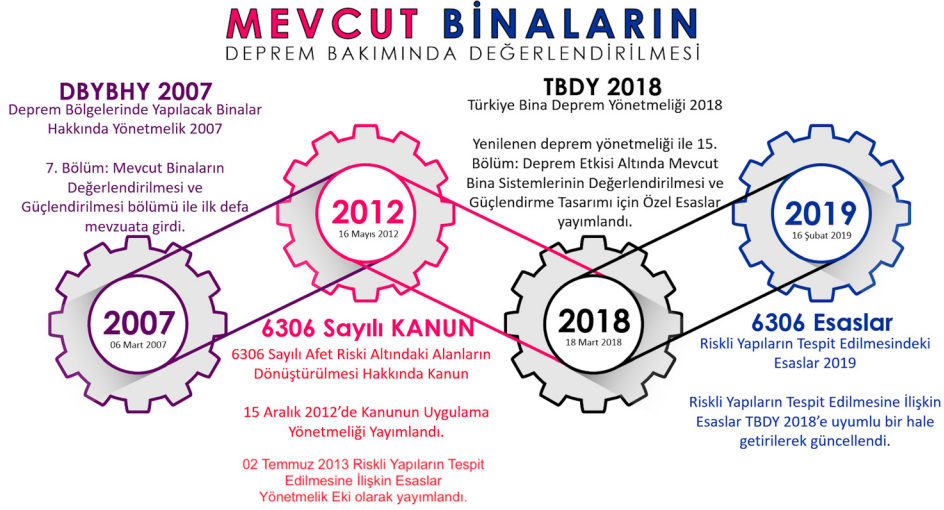 MEVCUT BİNALARIN
DEPREM BAKIMINDA DEĞERLENDİRİLMESİ
DBYBHY 2007
Deprem Bölgelerinde Yapılacak Binalar
Hakkında Yönetmelik 2007
7. Bölüm: Mevcut Binaların
Değerlendirilmesi ve
Güçlendirilmesi bölümü ile ilk defa
mevzuata girdi.
2007
06 Mart 2007
2012
16 Mayıs 2012
6306 Sayılı KANUN
6306 Sayılı Afet Riski Altındaki Alanların
Dönüştürülmesi Hakkında Kanun
15 Aralık 2012’de Kanunun Uygulama
Yönetmeliği Yayımlandı.
02 Temmuz 2013 Riskli Yapıların Tespit
Edilmesine İlişkin Esaslar
Yönetmelik Eki olarak yayımlandı.
TBDY 2018
Türkiye Bina Deprem Yönetmeliği 2018
Yenilenen deprem yönetmeliği ile 15.
Bölüm: Deprem Etkisi Altında Mevcut
Bina Sistemlerinin Değerlendirilmesi ve
Güçlendirme Tasarımı için Özel Esaslar
yayımlandı.
2018
18 Mart 2018
2019
16 Şubat 2019
6306 Esaslar
Riskli Yapıların Tespit Edilmesindeki
Esaslar 2019
Riskli Yapıların Tespit Edilmesine İlişkin
Esaslar TBDY 2018’e uyumlu bir hale
getirilerek güncellendi.